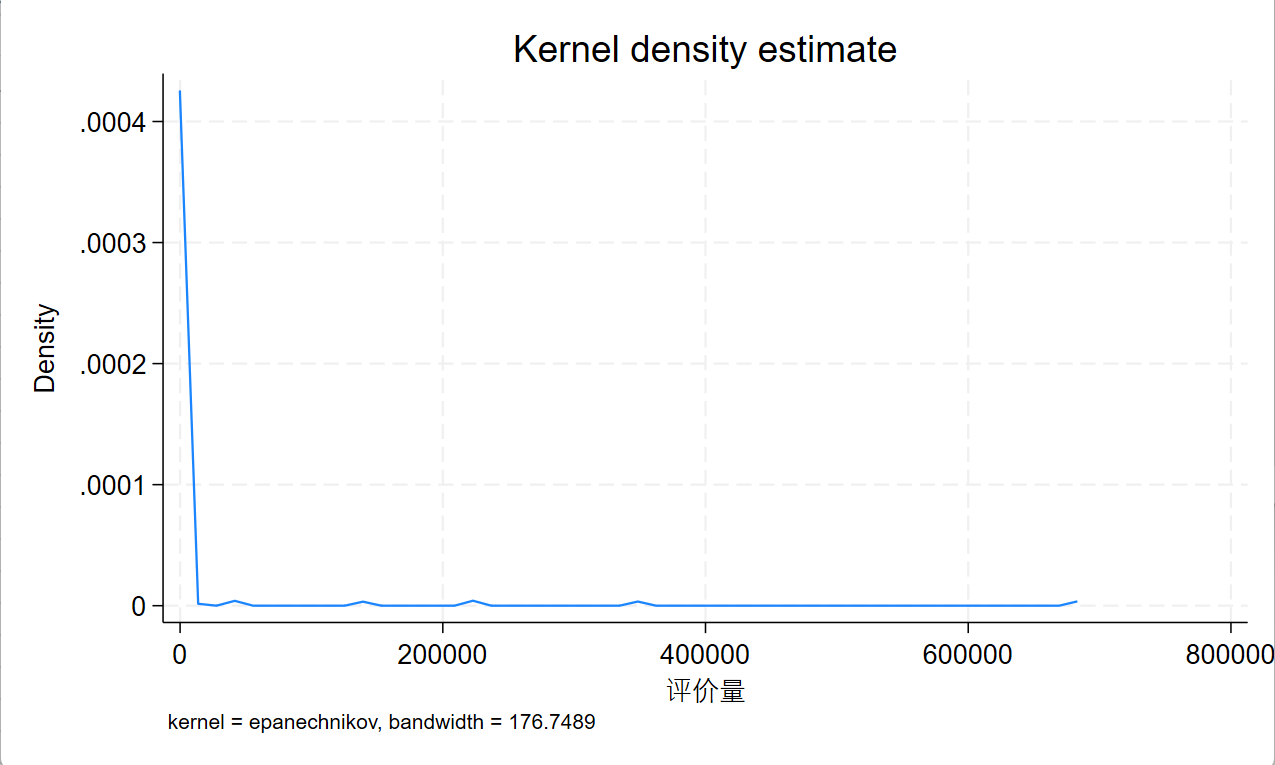 Kernel density estimate
Density
.0004
.0003
.0002
.0001
0
0 200000 400000 600000 800000
评价量
kernel = epanechnikov, bandwidth = 176.7489